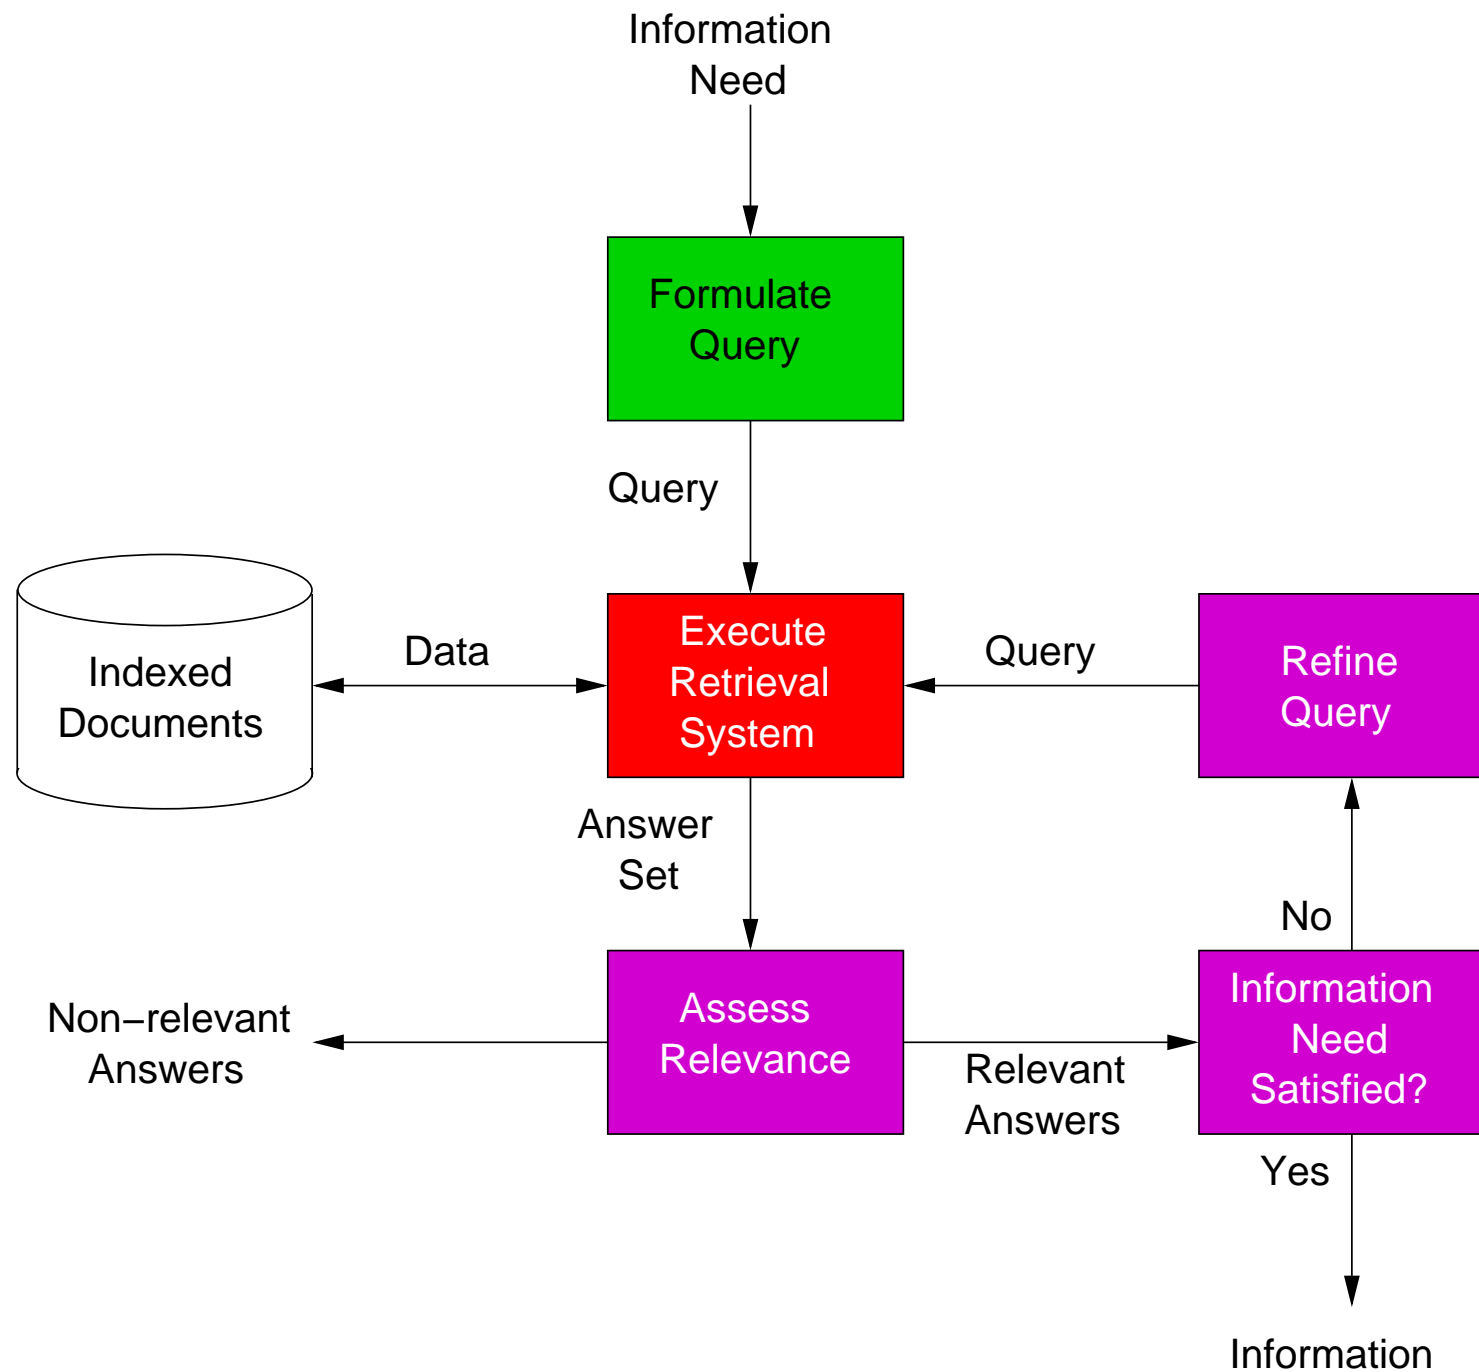 Information
Need
Formulate
Query
Query
Indexed
Documents
Data
Execute
Retrieval
System
Query
Refine
Query
Answer
Set
No
Non−relevant
Answers
Assess
Relevance
Relevant
Answers
Information
Need
Satisfied?
Yes
Information